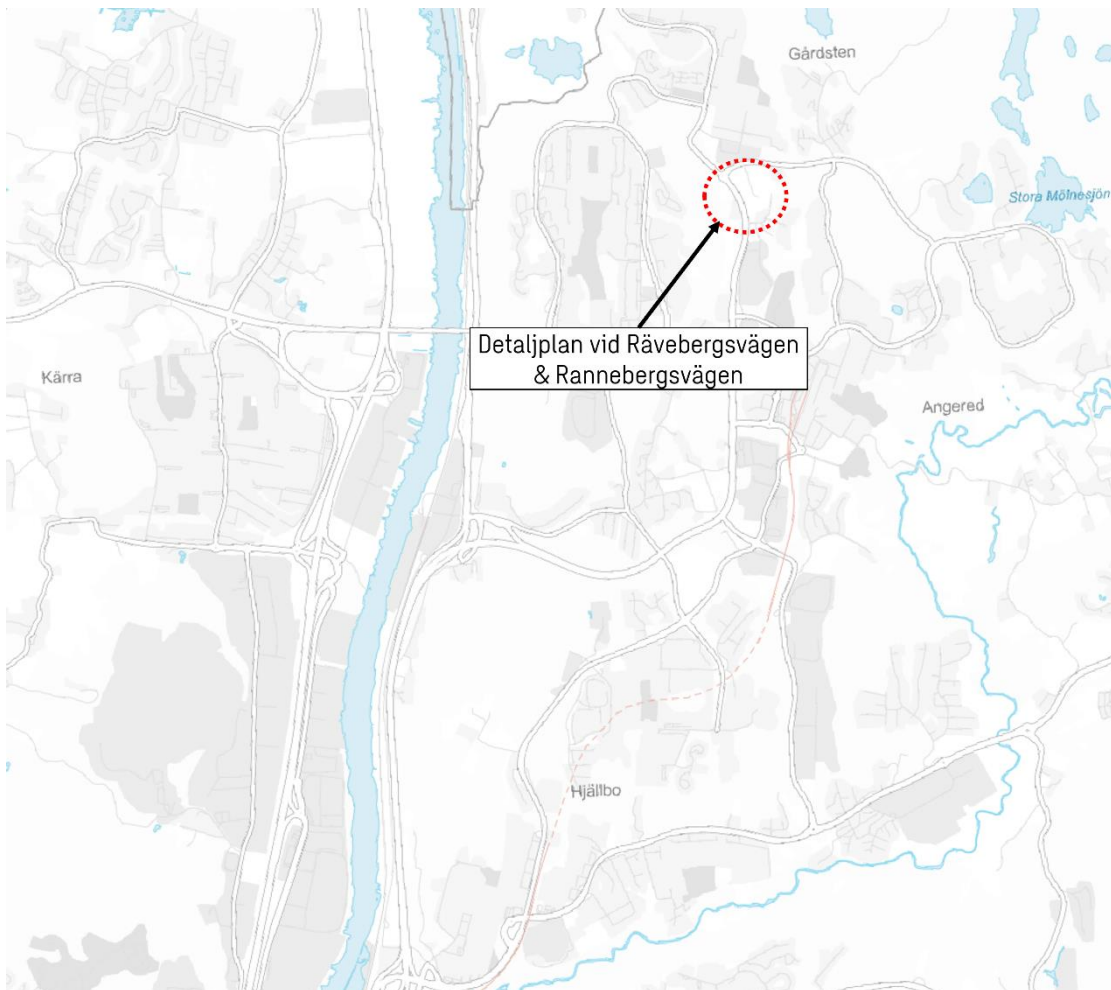 Gårdsten
Stora Mölnesjön
Detaljplan vid Rävebergsvägen
& Rannebergsvägen
Kärra
Angered
Hjällbo